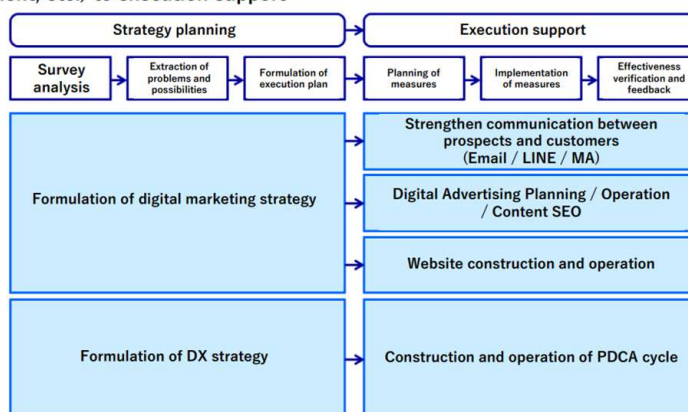 to execution support
Strategy planning
Execution support
Survey
analysis
Extraction of
problems and
possibilities
Formulation of
execution plan
Planning of
measures
Implementation
of measures
Effectiveness
verification and
feedback
Formulation of digital marketing strategy
Strengthen communication between
prospects and customers
(Email / LINE / MA)
Digital Advertising Planning / Operation
/ Content SEO
Website construction and operation
Formulation of DX strategy
Construction and operation of PDCA cycle